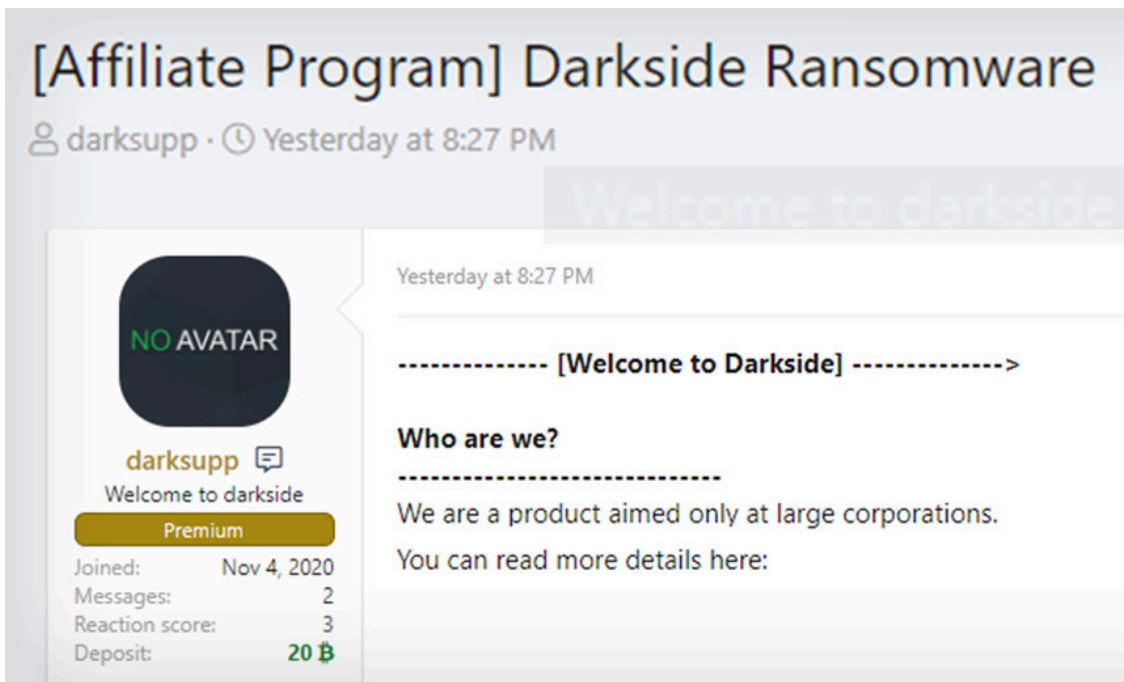 [Affiliate Program] Darkside Ransomware
darksupp · Yesterday at 8:27 PM
Welcome to darkside
Yesterday at 8:27 PM
NO AVATAR
-------------- [Welcome to Darkside] -------------->
Who are we?
------------------------------
darksupp
Welcome to darkside
Premium
We are a product aimed only at large corporations.
You can read more details here:
Joined: Nov 4, 2020
Messages: 2
Reaction score: 3
Deposit: 20 ₿